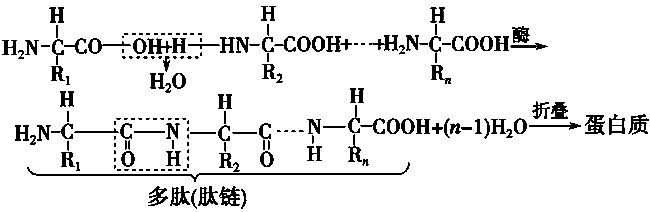 H H H
H₂N—C—CO—OH+H—HN—C—COOH+┄+H₂N—C—COOH 酶
R₁ H₂O R₂ Rₙ
H H H
H₂N—C—C—N—C—C┄N—C—COOH+(n-1)H₂O 折叠 蛋白质
R₁ O H R₂ O H Rₙ
多肽(肽链)